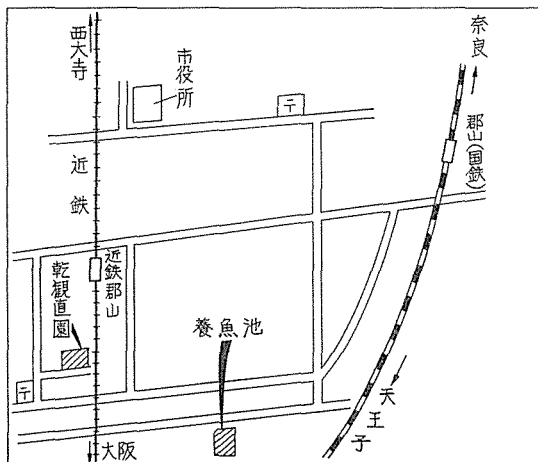 西大寺
奈良
市役所
〒
郡山(国鉄)
近鉄
近鉄郡山
乾観直園
養魚池
〒
天王子
大阪